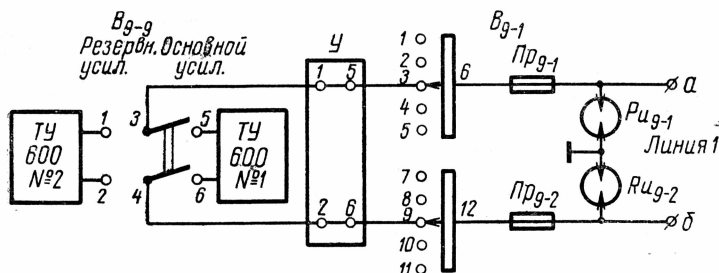 В9-9
Резервн. Основной
усил. усил.
У
В9-1
Пр9-1
1
2
3
4
5
6
а
1
2
ТУ
600
№2
3
4
5
6
ТУ
600
№1
1 5
2 6
Ри9-1
Линия 1
Rи9-2
7
8
9
10
11
12
Пр9-2
б